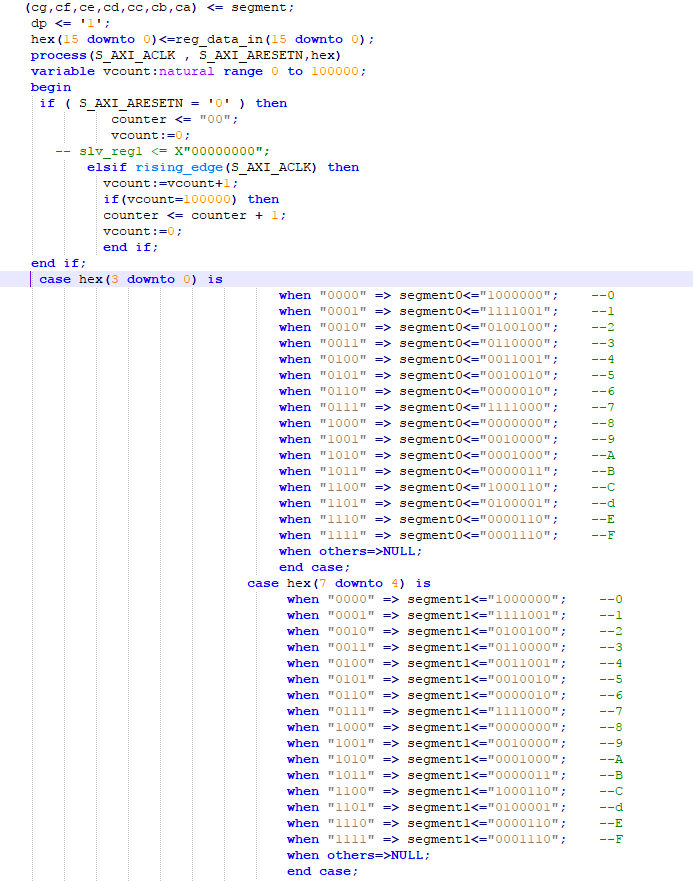 (cg,cf,ce,cd,cc,cb,ca) <= segment;
dp <= '1';
hex(15 downto 0)<=reg_data_in(15 downto 0);
process(S_AXI_ACLK , S_AXI_ARESETN,hex)
variable vcount:natural range 0 to 100000;
begin
if ( S_AXI_ARESETN = '0' ) then
counter <= "00";
vcount:=0;
-- slv_reg1 <= X"00000000";
elsif rising_edge(S_AXI_ACLK) then
vcount:=vcount+1;
if(vcount=100000) then
counter <= counter + 1;
vcount:=0;
end if;
end if;
case hex(3 downto 0) is
when "0000" => segment0<="1000000"; --0
when "0001" => segment0<="1111001"; --1
when "0010" => segment0<="0100100"; --2
when "0011" => segment0<="0110000"; --3
when "0100" => segment0<="0011001"; --4
when "0101" => segment0<="0010010"; --5
when "0110" => segment0<="0000010"; --6
when "0111" => segment0<="1111000"; --7
when "1000" => segment0<="0000000"; --8
when "1001" => segment0<="0010000"; --9
when "1010" => segment0<="0001000"; --A
when "1011" => segment0<="0000011"; --B
when "1100" => segment0<="1000110"; --C
when "1101" => segment0<="0100001"; --d
when "1110" => segment0<="0000110"; --E
when "1111" => segment0<="0001110"; --F
when others=>NULL;
end case;
case hex(7 downto 4) is
when "0000" => segment1<="1000000"; --0
when "0001" => segment1<="1111001"; --1
when "0010" => segment1<="0100100"; --2
when "0011" => segment1<="0110000"; --3
when "0100" => segment1<="0011001"; --4
when "0101" => segment1<="0010010"; --5
when "0110" => segment1<="0000010"; --6
when "0111" => segment1<="1111000"; --7
when "1000" => segment1<="0000000"; --8
when "1001" => segment1<="0010000"; --9
when "1010" => segment1<="0001000"; --A
when "1011" => segment1<="0000011"; --B
when "1100" => segment1<="1000110"; --C
when "1101" => segment1<="0100001"; --d
when "1110" => segment1<="0000110"; --E
when "1111" => segment1<="0001110"; --F
when others=>NULL;
end case;